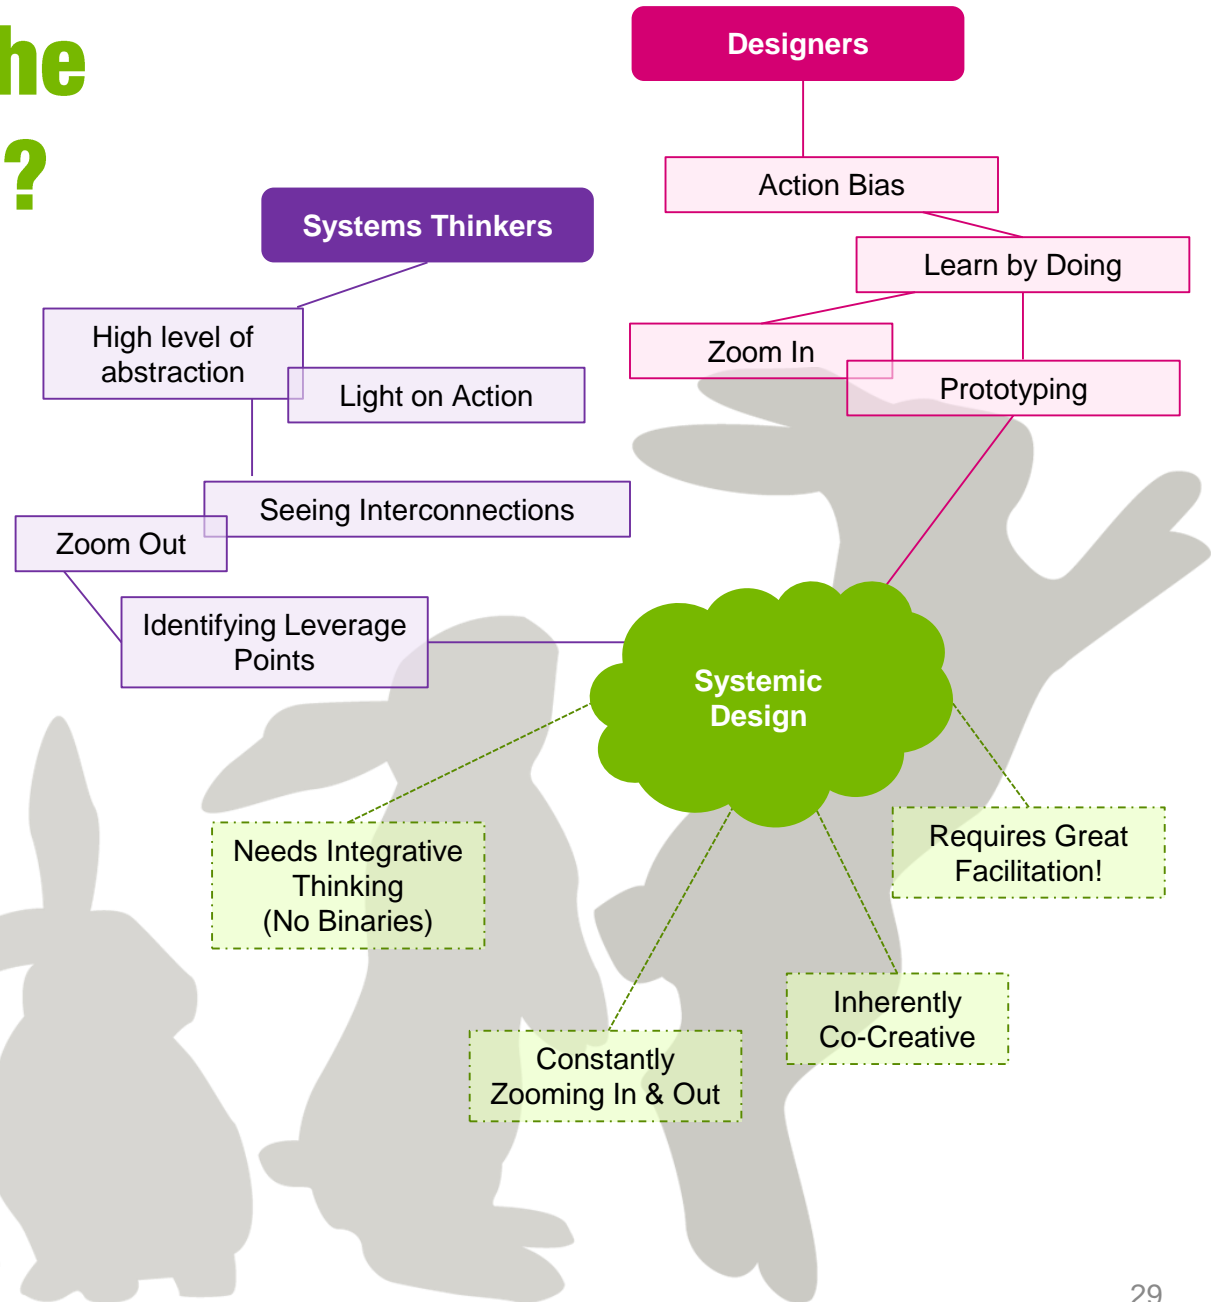 he
?
Designers
Action Bias
Learn by Doing
Zoom In
Prototyping
Systems Thinkers
High level of
abstraction
Light on Action
Seeing Interconnections
Zoom Out
Identifying Leverage
Points
Systemic
Design
Needs Integrative
Thinking
(No Binaries)
Constantly
Zooming In & Out
Inherently
Co-Creative
Requires Great
Facilitation!
29